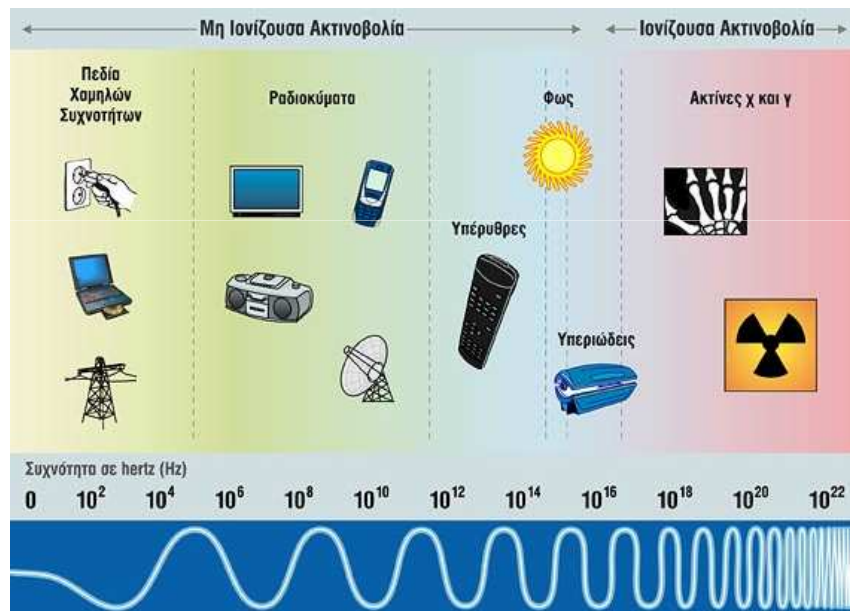 Μη Ιονίζουσα Ακτινοβολία
Ιονίζουσα Ακτινοβολία
Πεδία
Χαμηλών
Συχνοτήτων
Ραδιοκύματα
Φως
Ακτίνες χ και γ
Υπέρυθρες
Υπεριώδεις
Συχνότητα σε hertz (Hz)
0 10² 10⁴ 10⁶ 10⁸ 10¹⁰ 10¹² 10¹⁴ 10¹⁶ 10¹⁸ 10²⁰ 10²²